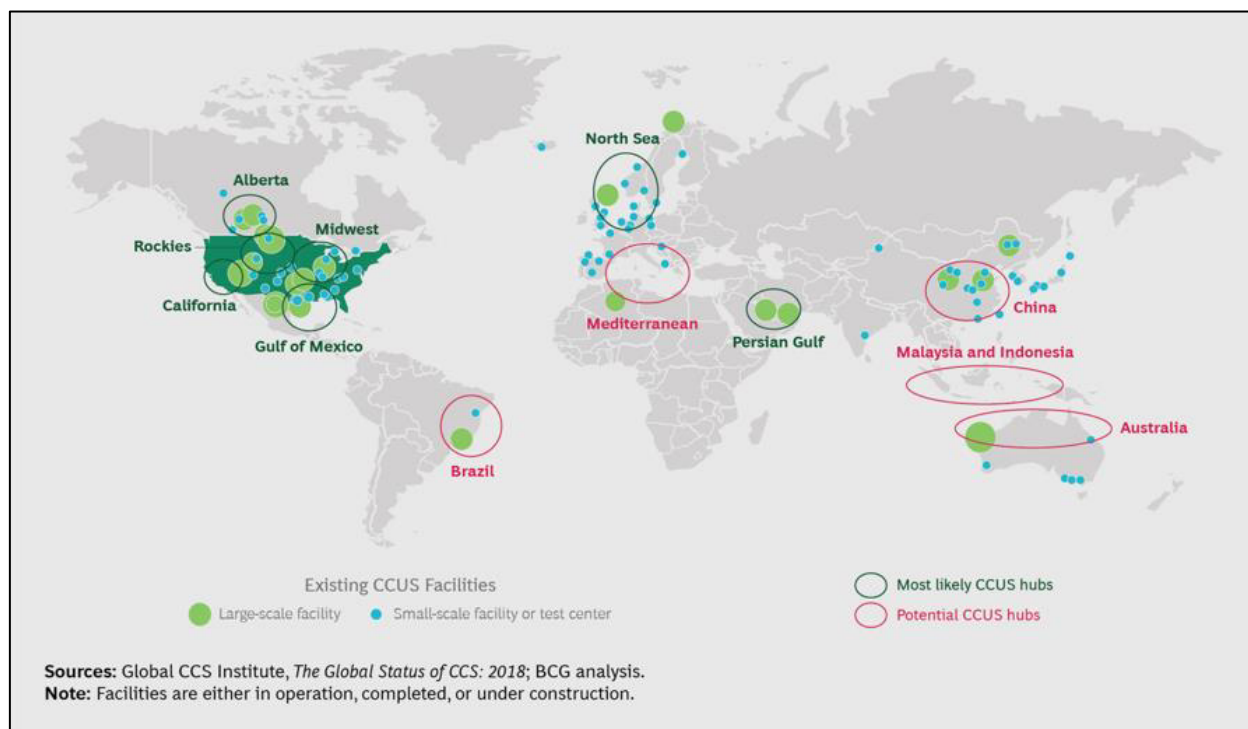 North Sea
Alberta
Midwest
Rockies
California
Gulf of Mexico
Mediterranean
Persian Gulf
China
Malaysia and Indonesia
Australia
Brazil
Existing CCUS Facilities
Large-scale facility
Small-scale facility or test center
Most likely CCUS hubs
Potential CCUS hubs
Sources: Global CCS Institute, The Global Status of CCS: 2018; BCG analysis.
Note: Facilities are either in operation, completed, or under construction.